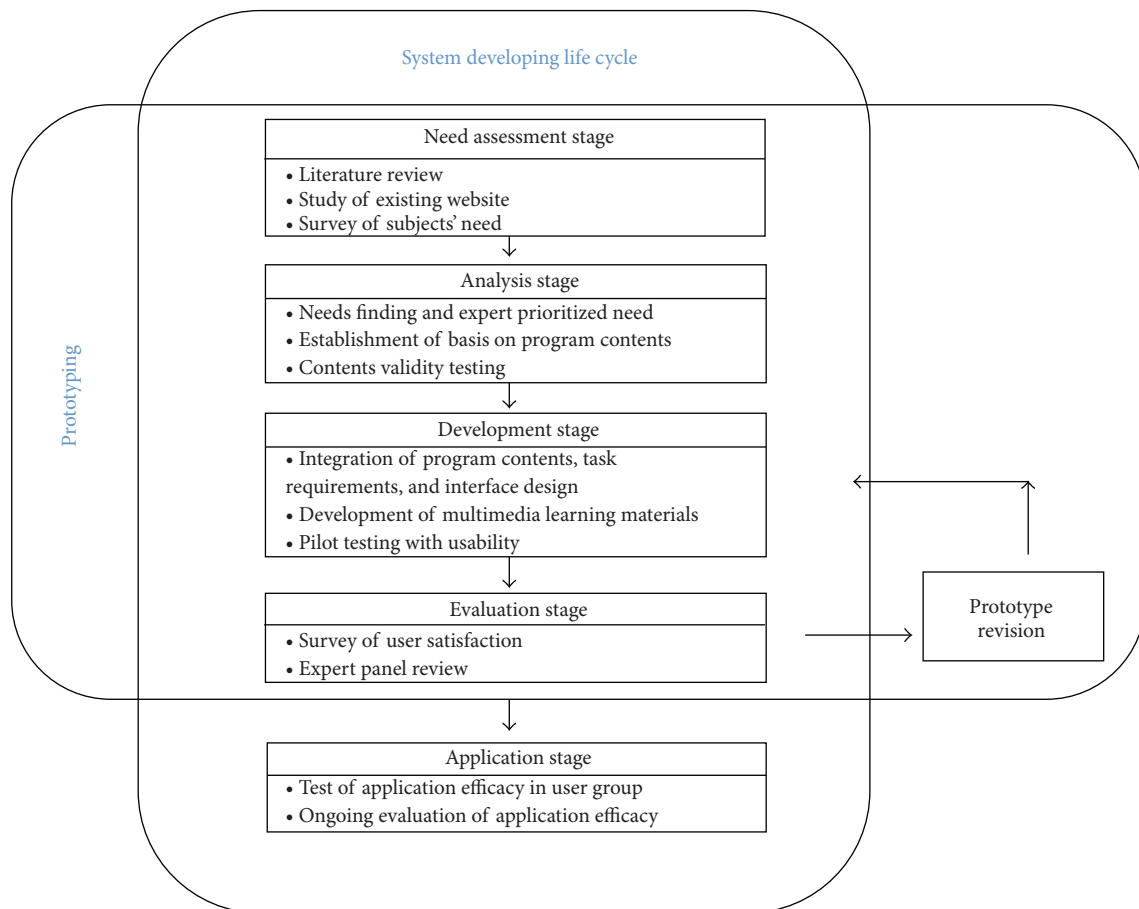 System developing life cycle
Prototyping
Need assessment stage
• Literature review
• Study of existing website
• Survey of subjects' need
Analysis stage
• Needs finding and expert prioritized need
• Establishment of basis on program contents
• Contents validity testing
Development stage
• Integration of program contents, task
requirements, and interface design
• Development of multimedia learning materials
• Pilot testing with usability
Evaluation stage
• Survey of user satisfaction
• Expert panel review
Prototype
revision
Application stage
• Test of application efficacy in user group
• Ongoing evaluation of application efficacy